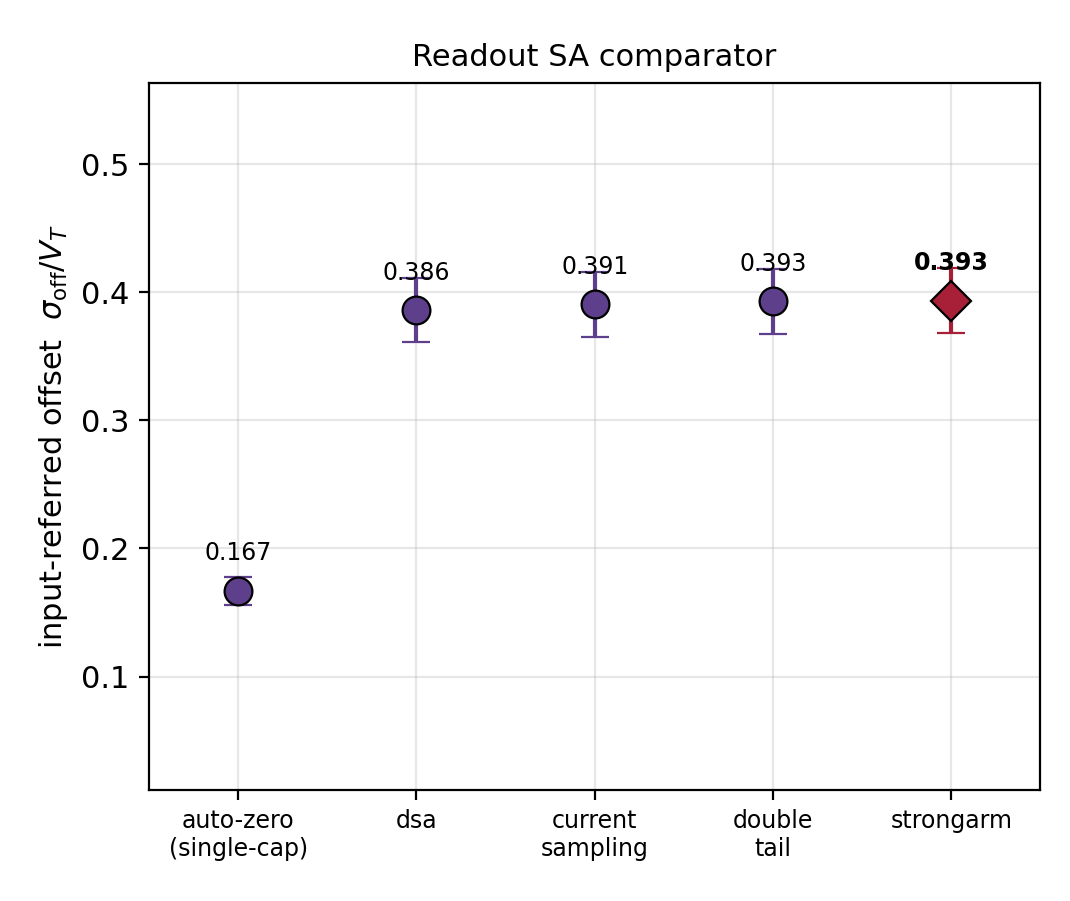 Readout SA comparator
input-referred offset σ_off/V_T
0.5
0.4
0.3
0.2
0.1
0.167
0.386
0.391
0.393
0.393
auto-zero
(single-cap)
dsa
current
sampling
double
tail
strongarm